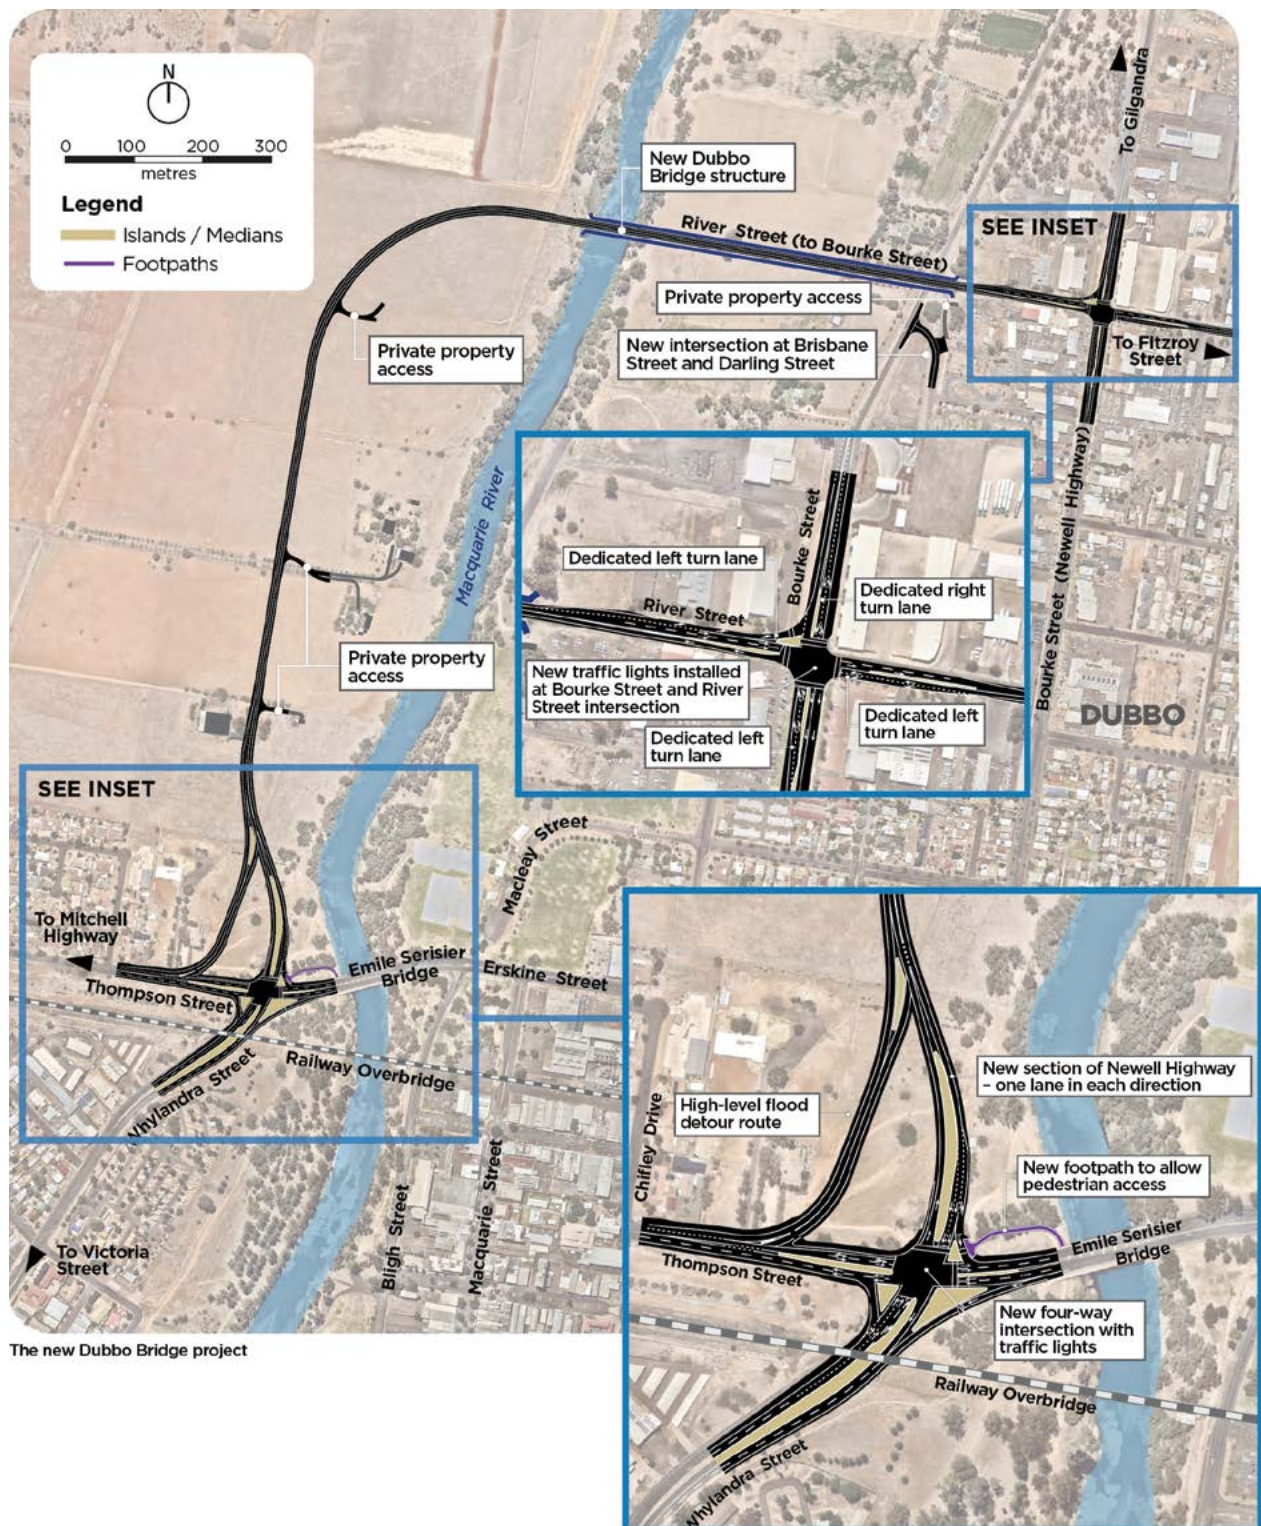 N
0 100 200 300
metres
Legend
Islands / Medians
Footpaths
To Gilgandra
New Dubbo
Bridge structure
River Street (to Bourke Street)
SEE INSET
Private property access
New intersection at Brisbane
Street and Darling Street
To FItzroy
Street
Private property
access
Macquarie River
Bourke Street (Newell Highway)
DUBBO
Dedicated left turn lane
Bourke Street
River Street
Dedicated right
turn lane
New traffic lights installed
at Bourke Street and River
Street intersection
Dedicated left
turn lane
Dedicated left
turn lane
Private property
access
SEE INSET
Macleay Street
To Mitchell
Highway
Thompson Street
Emile Serisier
Bridge
Erskine Street
Railway Overbridge
Whylandra Street
To Victoria
Street
Bligh Street
Macquarie Street
New section of Newell Highway
– one lane in each direction
High-level flood
detour route
Chifley Drive
New footpath to allow
pedestrian access
Emile Serisier
Bridge
Thompson Street
New four-way
intersection with
traffic lights
Railway Overbridge
Whylandra Street
The new Dubbo Bridge project